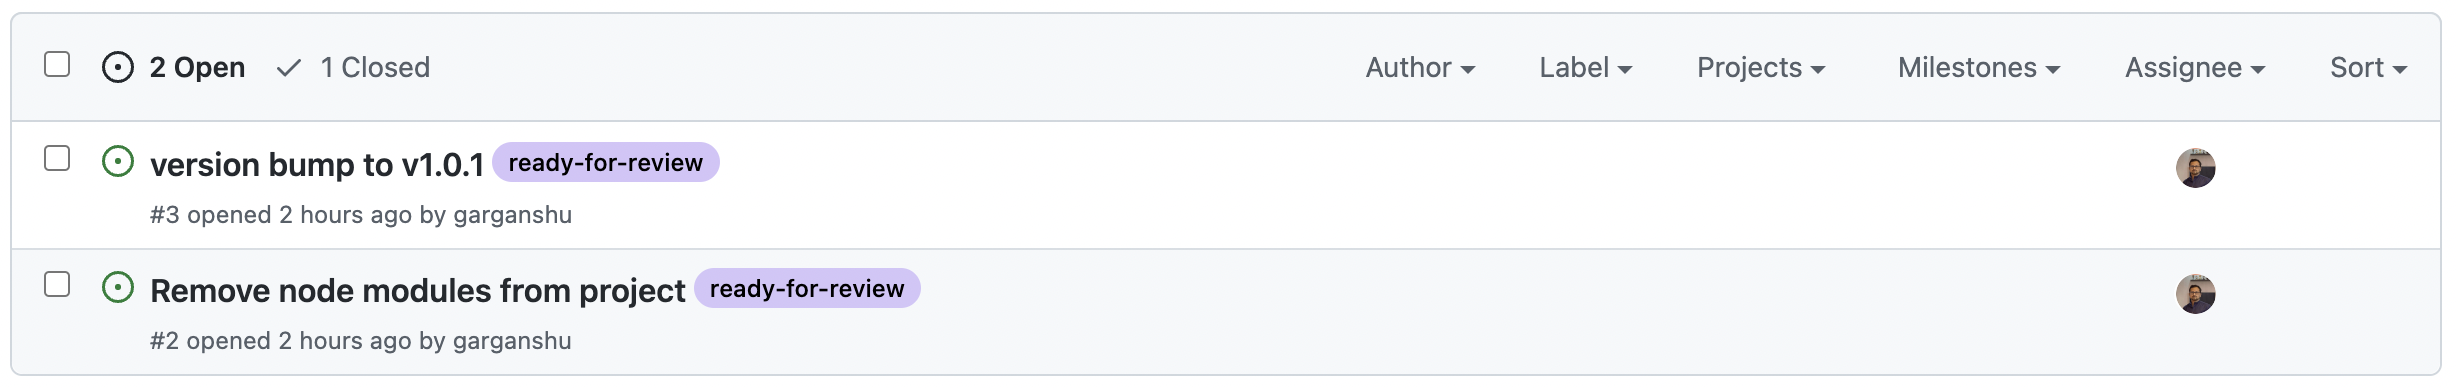 2 Open 1 Closed Author Label Projects Milestones Assignee Sort
version bump to v1.0.1 ready-for-review
#3 opened 2 hours ago by garganshu
Remove node modules from project ready-for-review
#2 opened 2 hours ago by garganshu